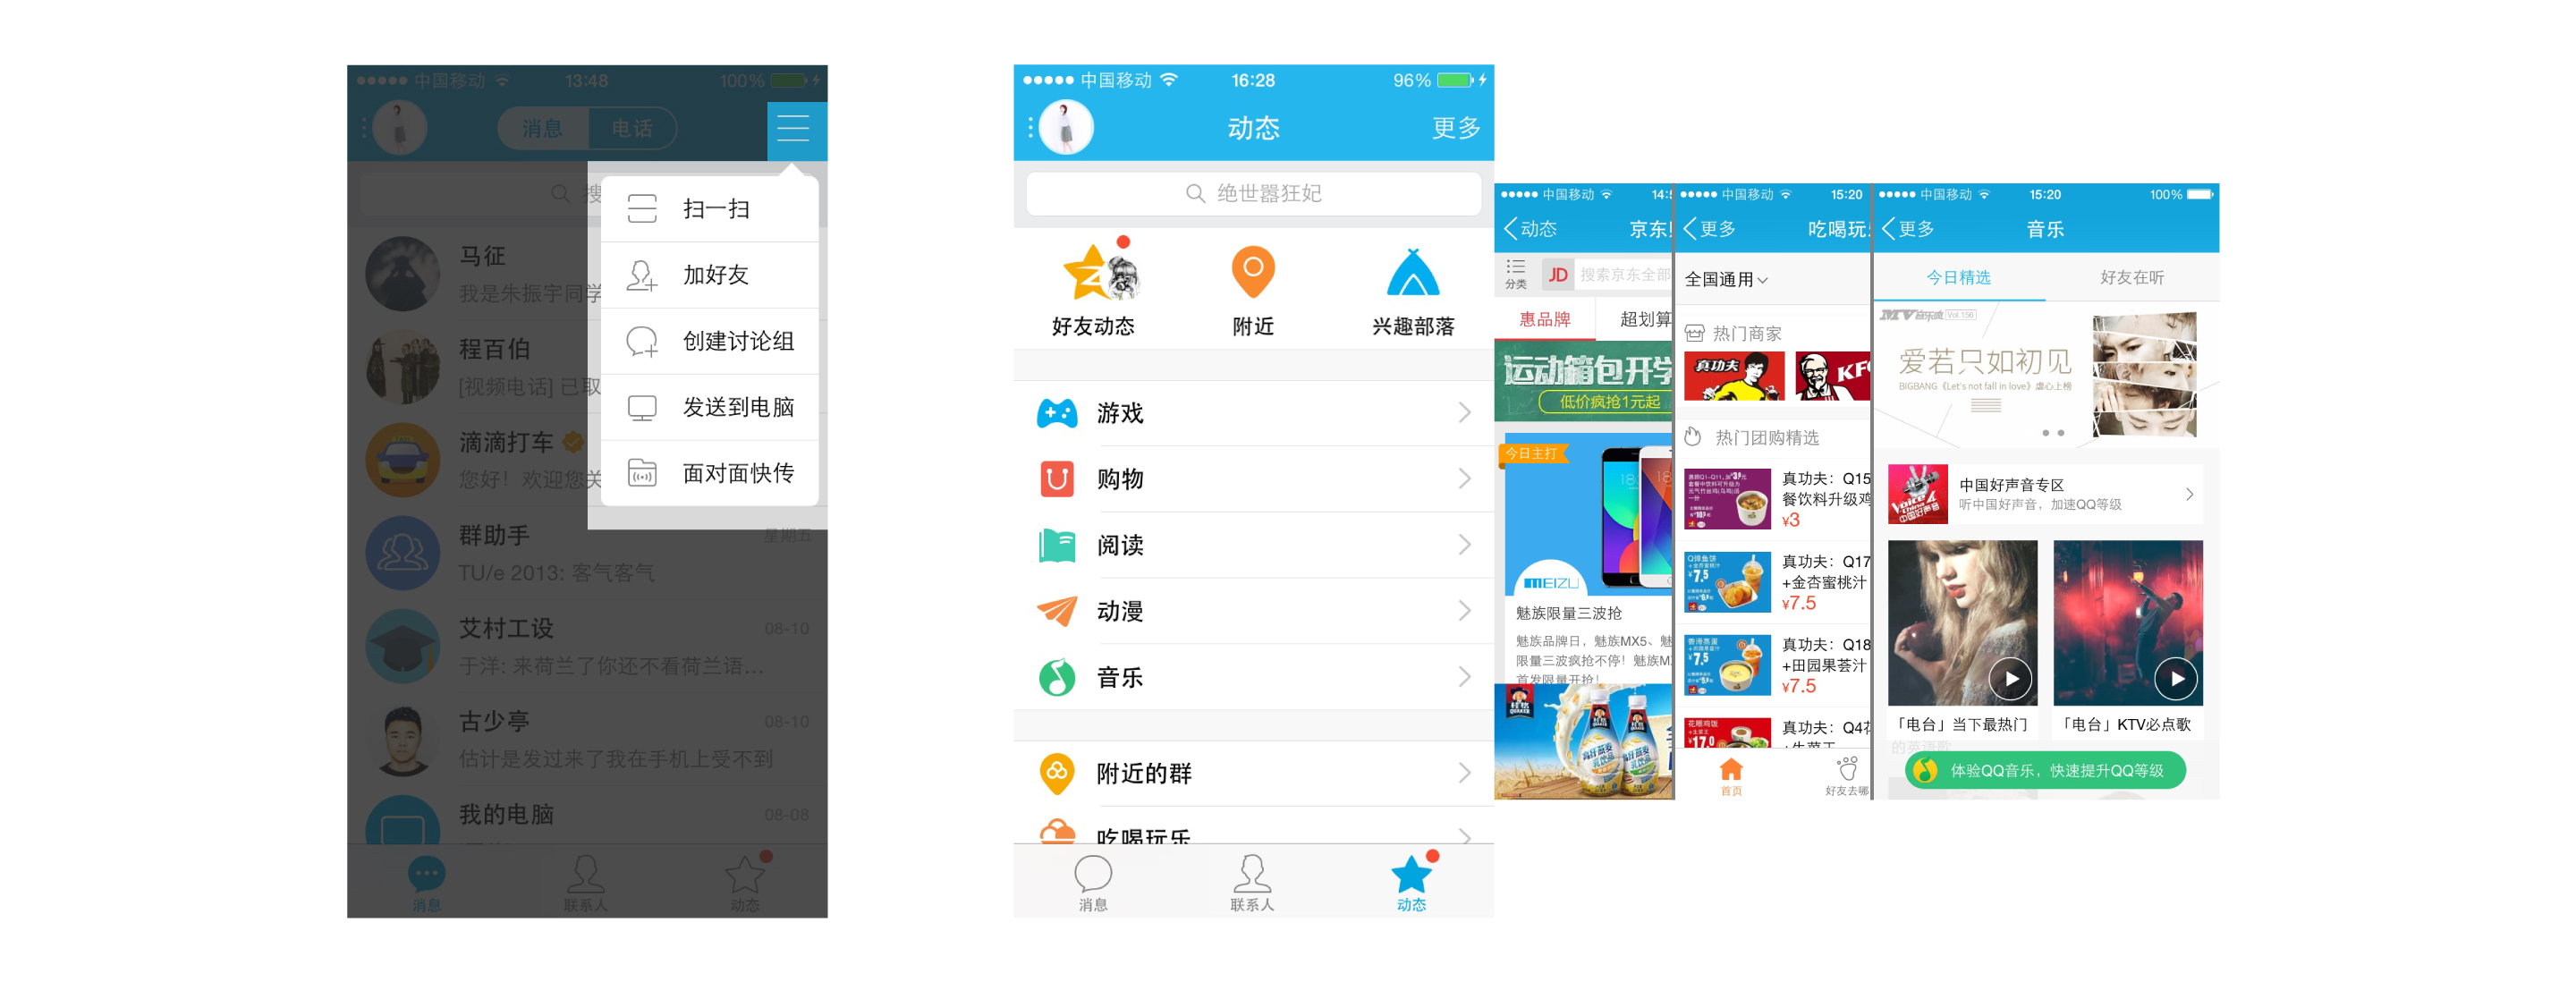 中国移动
13:48
100%
消息
电话
搜
扫一扫
加好友
创建讨论组
发送到电脑
面对面快传
马征
我是朱振宇同学
程百伯
[视频电话] 已取
滴滴打车
您好！欢迎您关
群助手
星期五
TU/e 2013: 客气客气
艾村工设
08-10
于洋: 来荷兰了你还不看荷兰语...
古少亭
08-10
估计是发过来了我在手机上受不到
我的电脑
08-08
消息
联系人
动态
中国移动
16:28
96%
动态
更多
绝世嚣狂妃
好友动态
附近
兴趣部落
游戏
购物
阅读
动漫
音乐
附近的群
吃喝玩乐
消息
联系人
动态
中国移动
动态
分类
JD
搜索京东全部
惠品牌
超划算
运动箱包开学
低价疯抢1元起
今日主打
MEIZU
魅族限量三波抢
魅族品牌日，魅族MX5、魅
限量三波疯抢不停！魅族M
首发限量开抢！
QUAKER
中国移动
15:20
更多
吃喝玩
全国通用
热门商家
真功夫
KFC
热门团购精选
真功夫：Q15
餐饮料升级鸡
¥3
¥7.5
真功夫：Q17
+金杏蜜桃汁
¥7.5
¥7.5
真功夫：Q18
+田园果荟汁
¥7.5
真功夫：Q4花
首页
好友去哪
中国移动
15:20
100%
更多
音乐
今日精选
好友在听
MV
Vol.156
爱若只如初见
BIGBANG《Let's not fall in love》虐心上榜
中国好声音专区
听中国好声音，加速QQ等级
「电台」当下最热门
的英语歌
「电台」KTV必点歌
体验QQ音乐，快速提升QQ等级